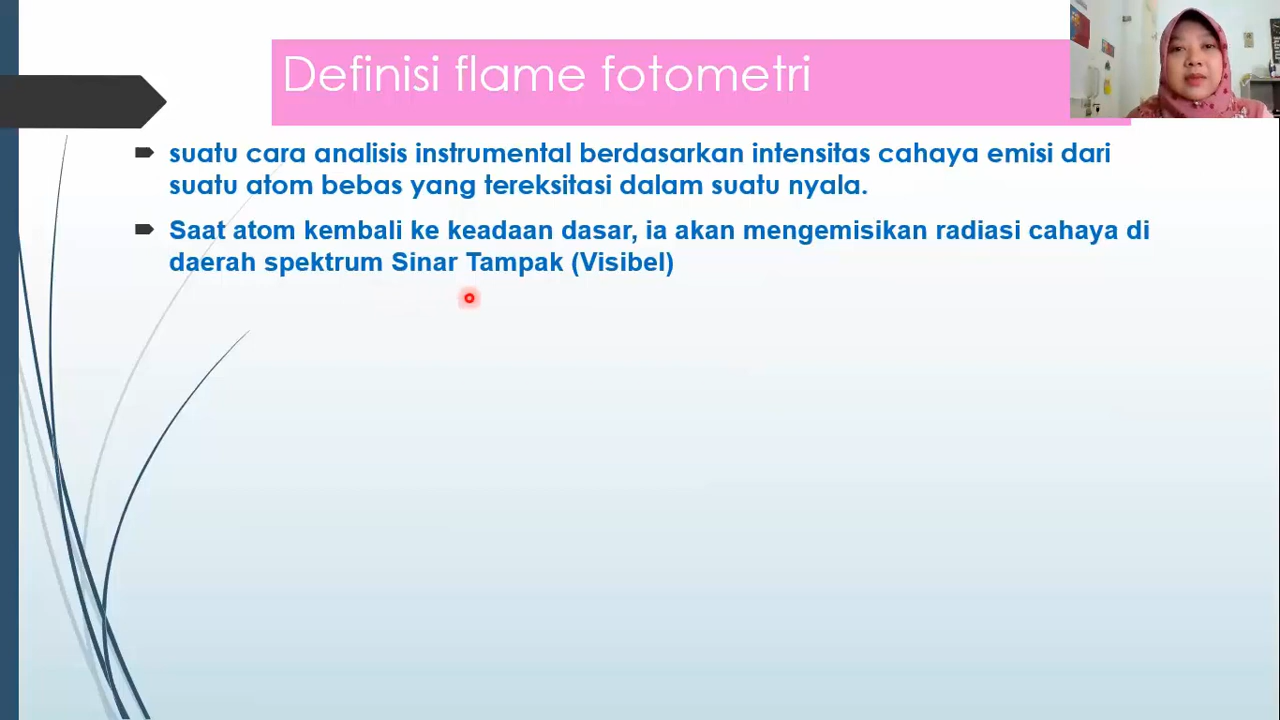 Definisi flame fotometri
suatu cara analisis instrumental berdasarkan intensitas cahaya emisi dari
suatu atom bebas yang tereksitasi dalam suatu nyala.
Saat atom kembali ke keadaan dasar, ia akan mengemisikan radiasi cahaya di
daerah spektrum Sinar Tampak (Visibel)